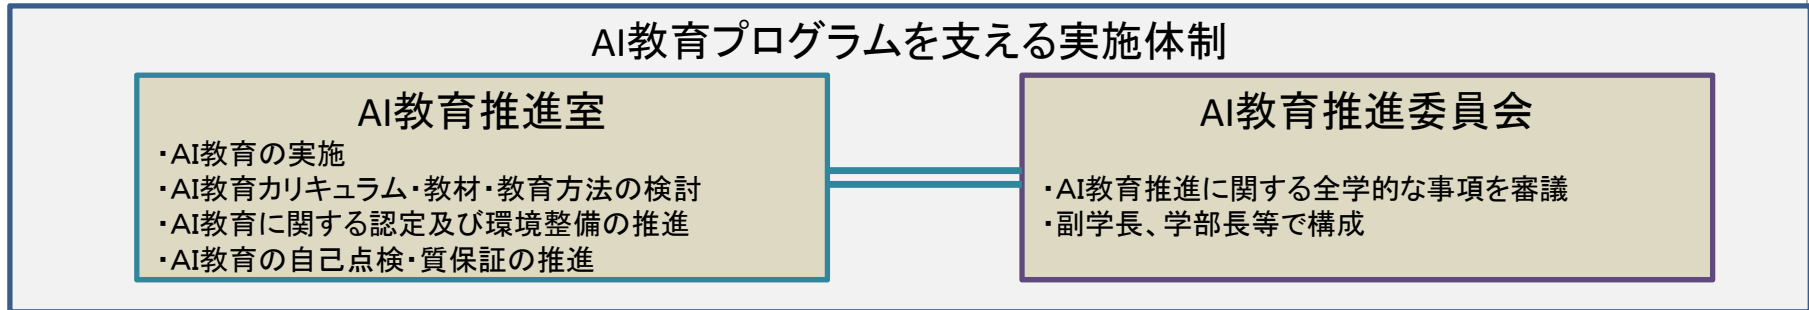 AI教育プログラムを支える実施体制
AI教育推進室
・AI教育の実施
・AI教育カリキュラム・教材・教育方法の検討
・AI教育に関する認定及び環境整備の推進
・AI教育の自己点検・質保証の推進
AI教育推進委員会
・AI教育推進に関する全学的な事項を審議
・副学長、学部長等で構成